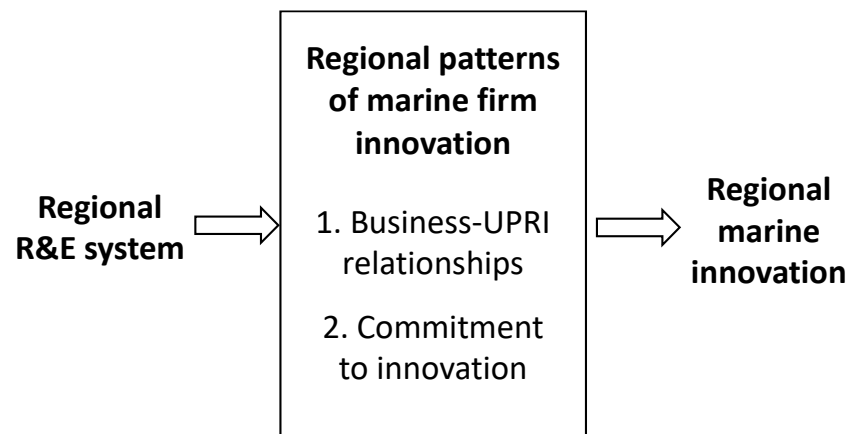 Regional
R&E system
Regional patterns
of marine firm
innovation
1. Business-UPRI
relationships
2. Commitment
to innovation
Regional
marine
innovation